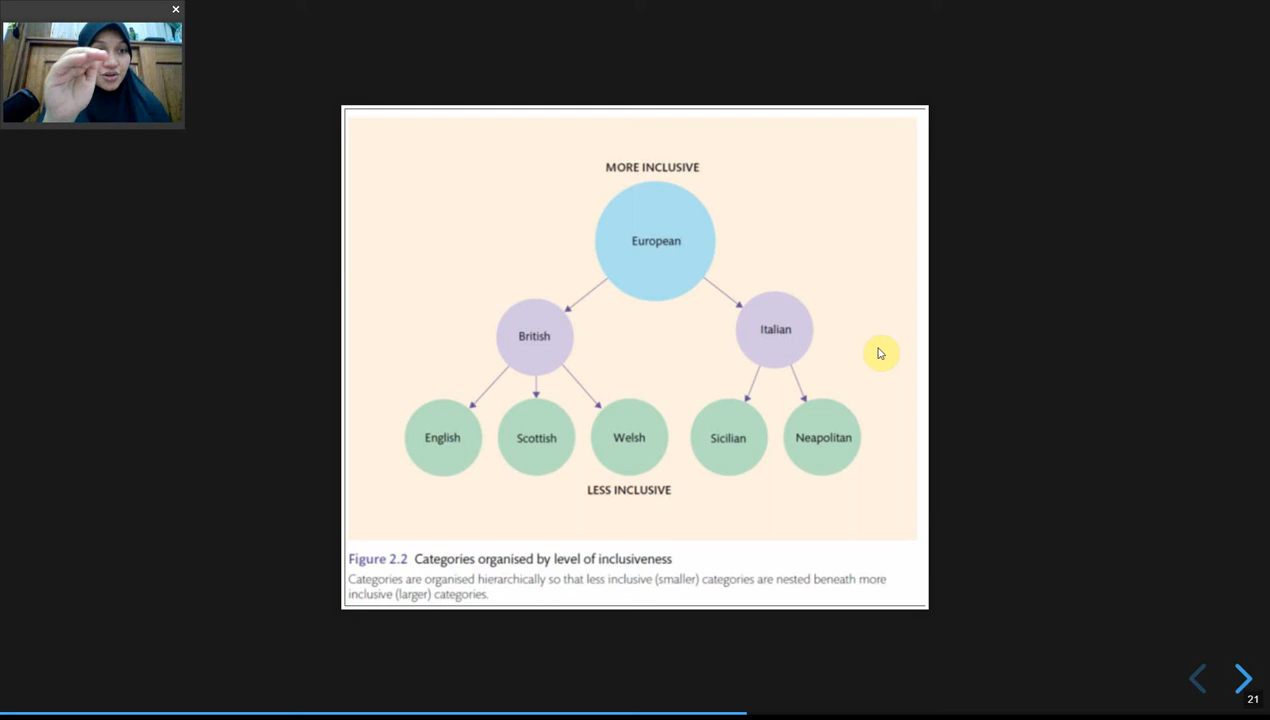 ×
MORE INCLUSIVE
European
British
Italian
English
Scottish
Welsh
Sicilian
Neapolitan
LESS INCLUSIVE
Figure 2.2 Categories organised by level of inclusiveness
Categories are organised hierarchically so that less inclusive (smaller) categories are nested beneath more
inclusive (larger) categories.
21